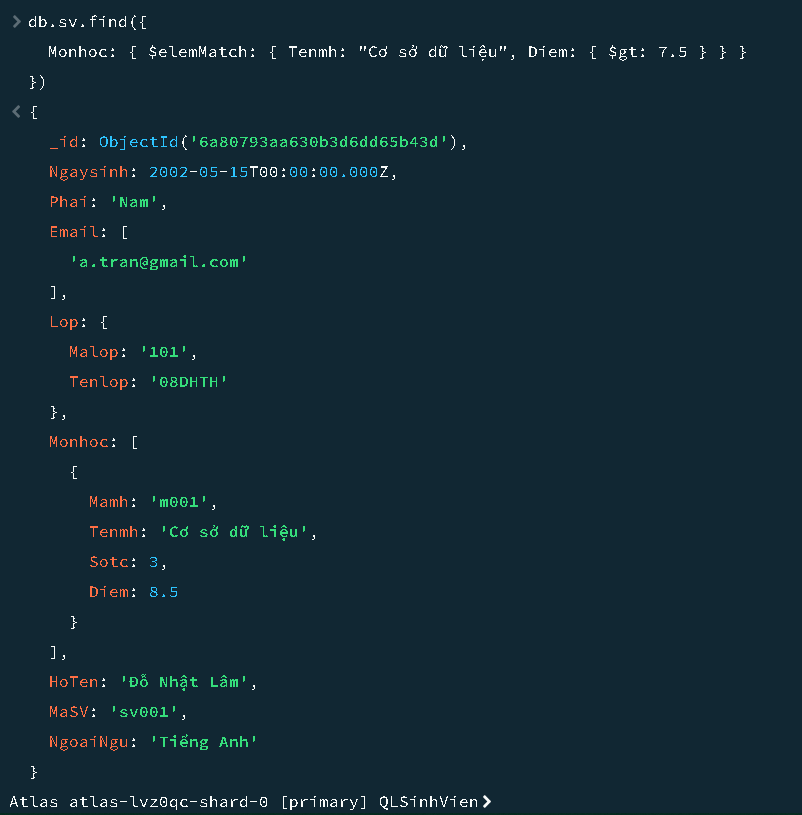 > db.sv.find({
Monhoc: { $elemMatch: { Tenmh: "Cơ sở dữ liệu", Diem: { $gt: 7.5 } } }
})
< {
_id: ObjectId('6a80793aa630b3d6dd65b43d'),
Ngaysinh: 2002-05-15T00:00:00.000Z,
Phai: 'Nam',
Email: [
'a.tran@gmail.com'
],
Lop: {
Malop: '101',
Tenlop: '08DHTH'
},
Monhoc: [
{
Mamh: 'm001',
Tenmh: 'Cơ sở dữ liệu',
Sotc: 3,
Diem: 8.5
}
],
HoTen: 'Đỗ Nhật Lâm',
MaSV: 'sv001',
NgoaiNgu: 'Tiếng Anh'
}
Atlas atlas-lvz0qc-shard-0 [primary] QLSinhVien>